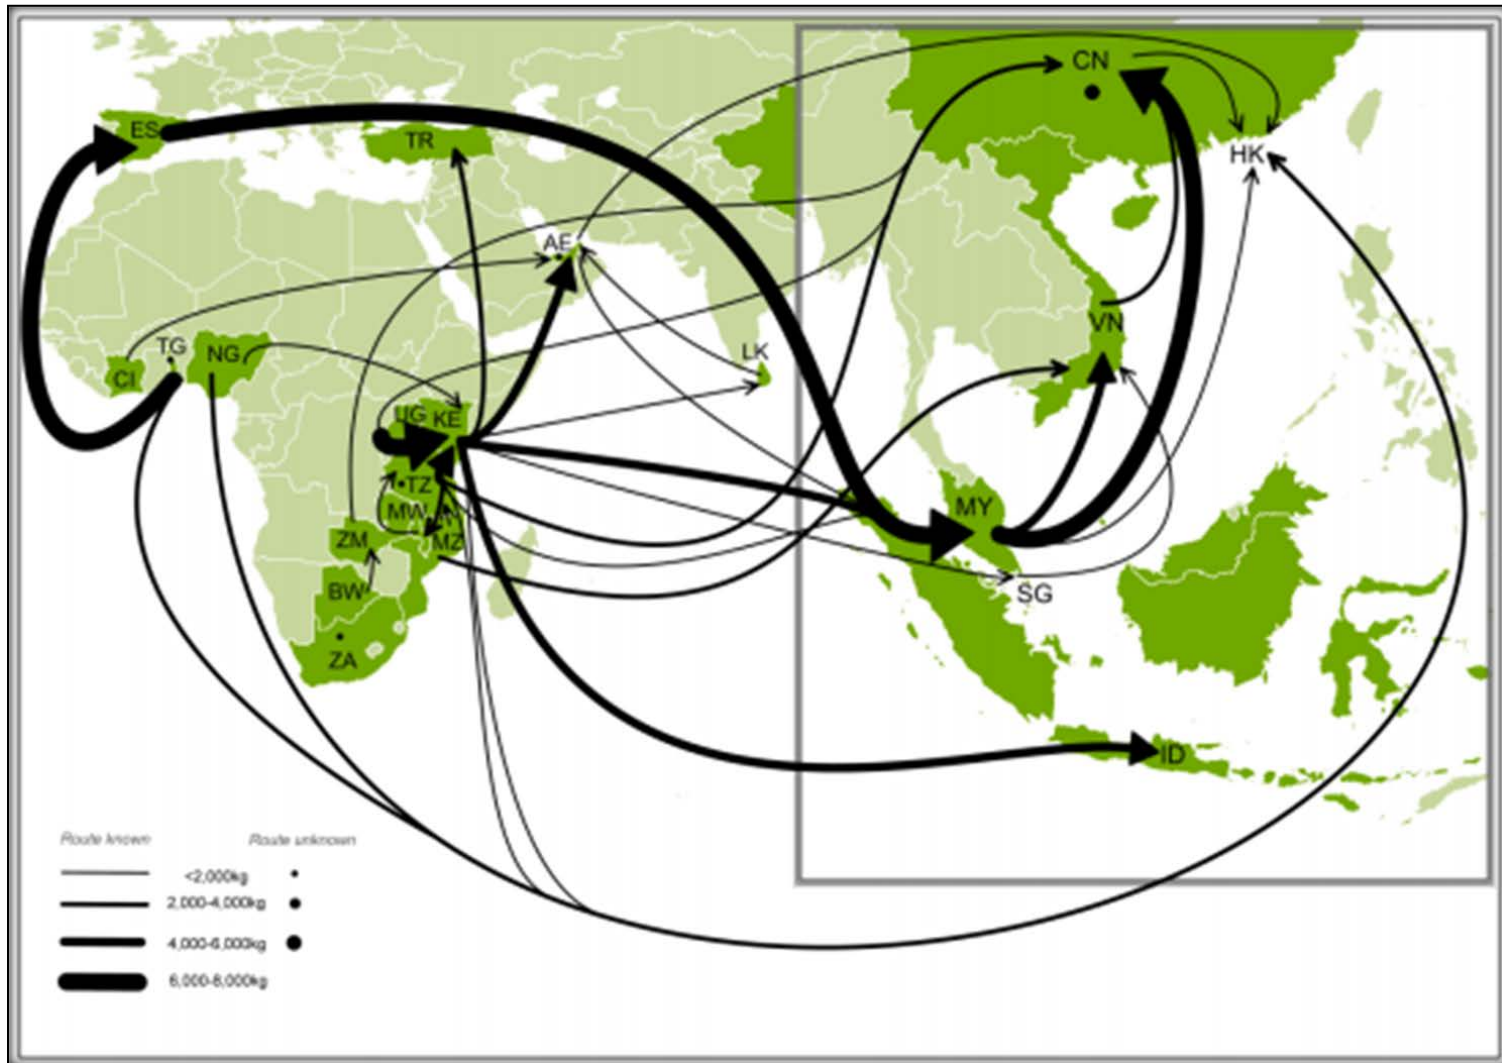 CN
ES
TR
HK
AE
TG
NG
LK
CI
VN
UG KE
TZ
MY
MW
ZM
MZ
BW
SG
ZA
ID
Route known Route unknown
<2,000kg
2,000-4,000kg
4,000-6,000kg
6,000-8,000kg